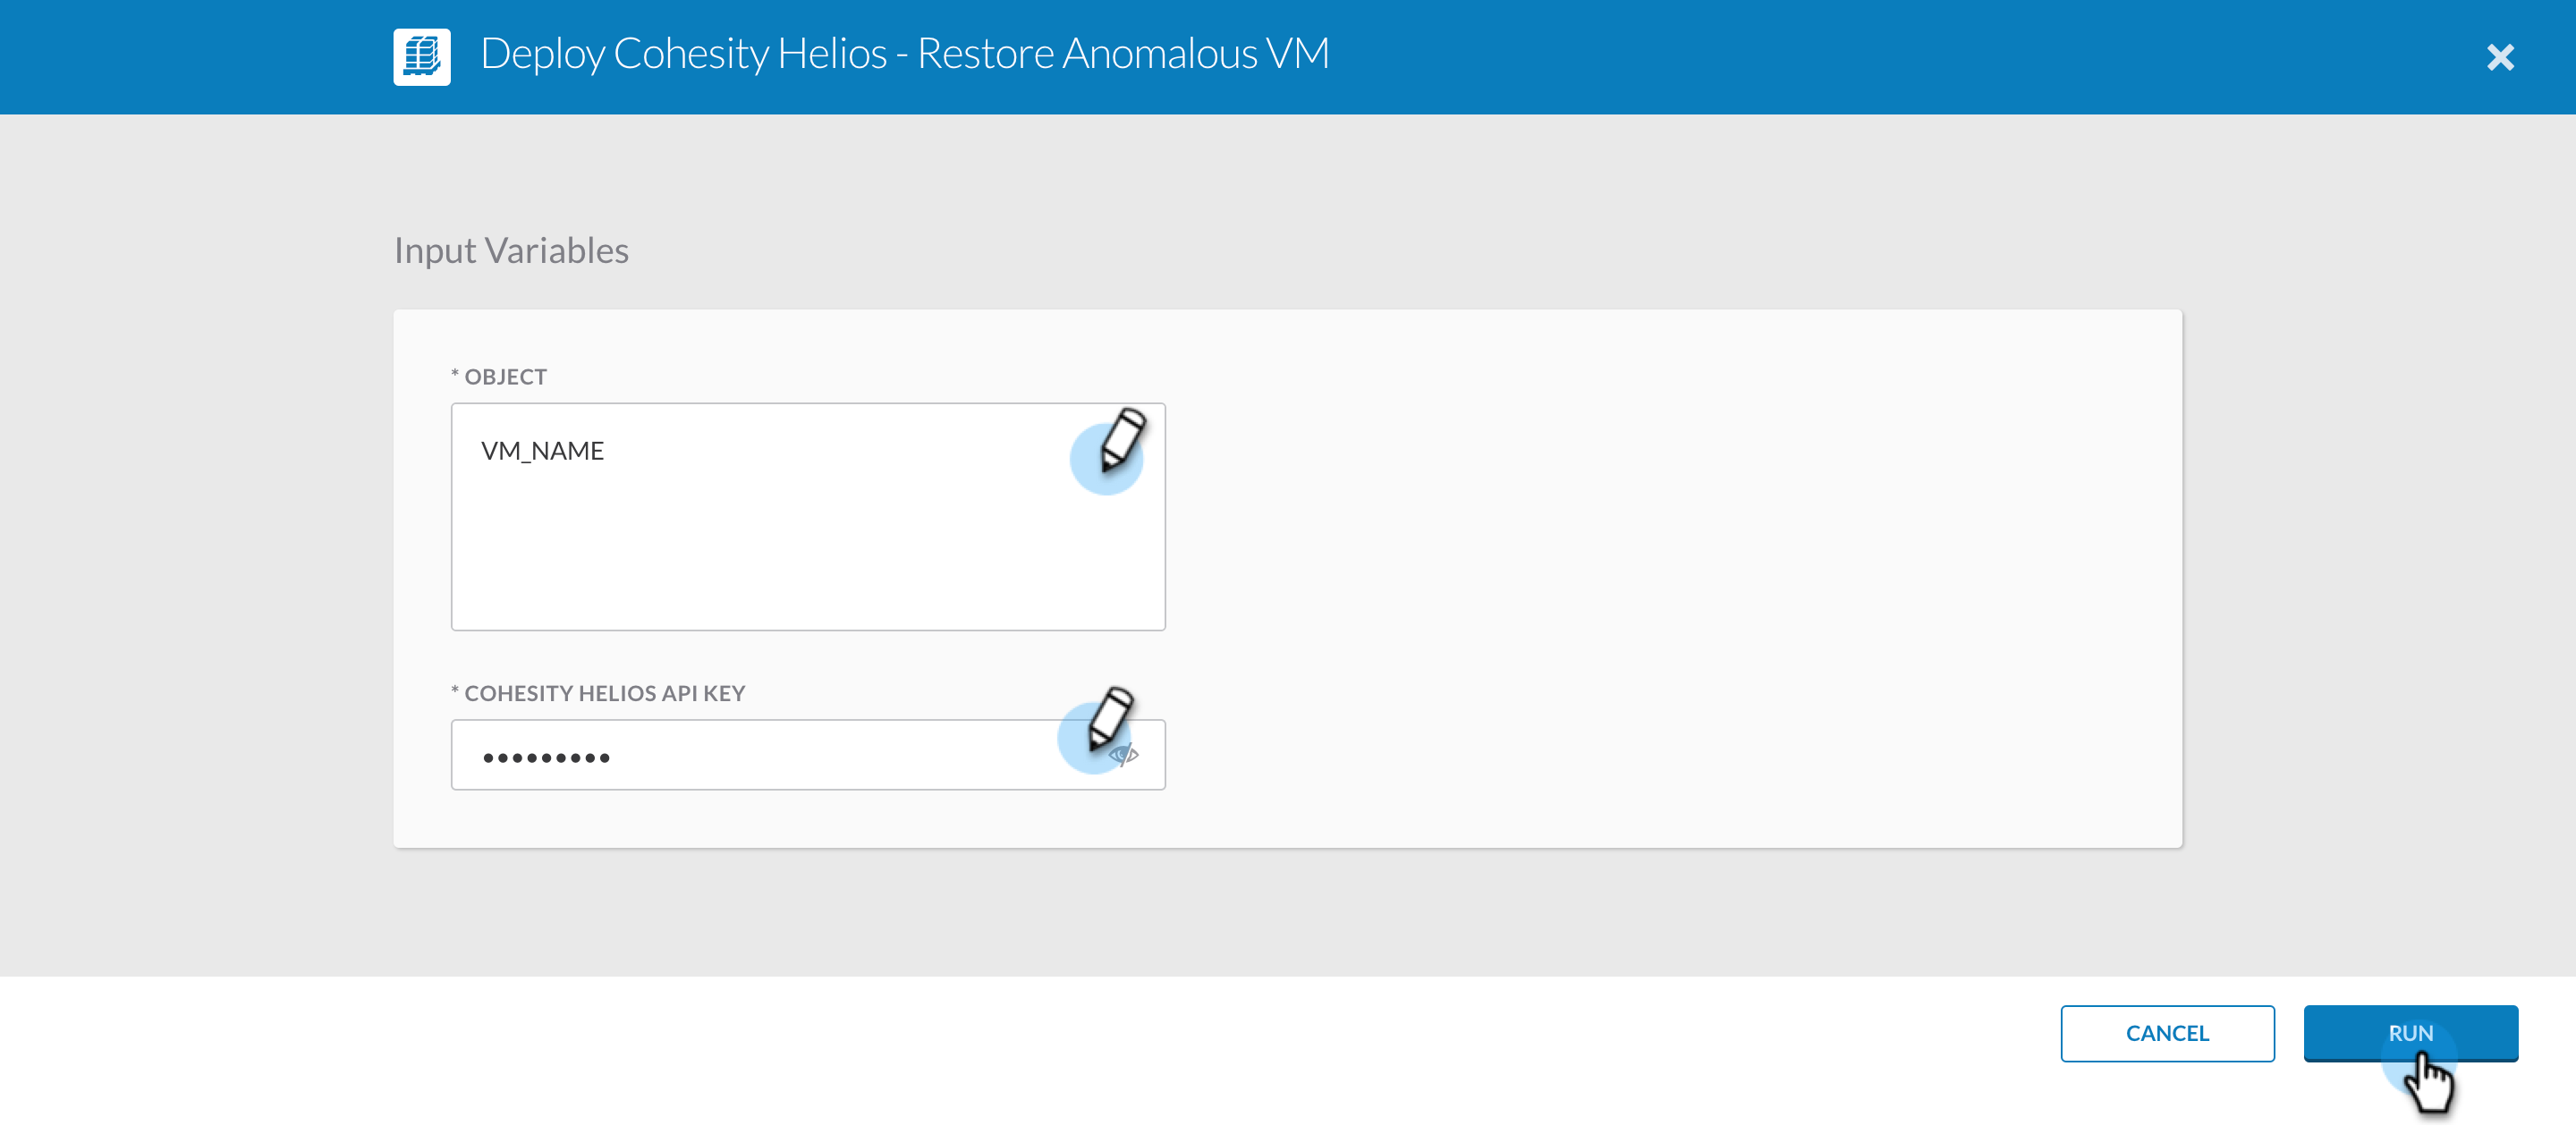 Deploy Cohesity Helios - Restore Anomalous VM
Input Variables
* OBJECT
VM_NAME
* COHESITY HELIOS API KEY
•••••••••
CANCEL
RUN